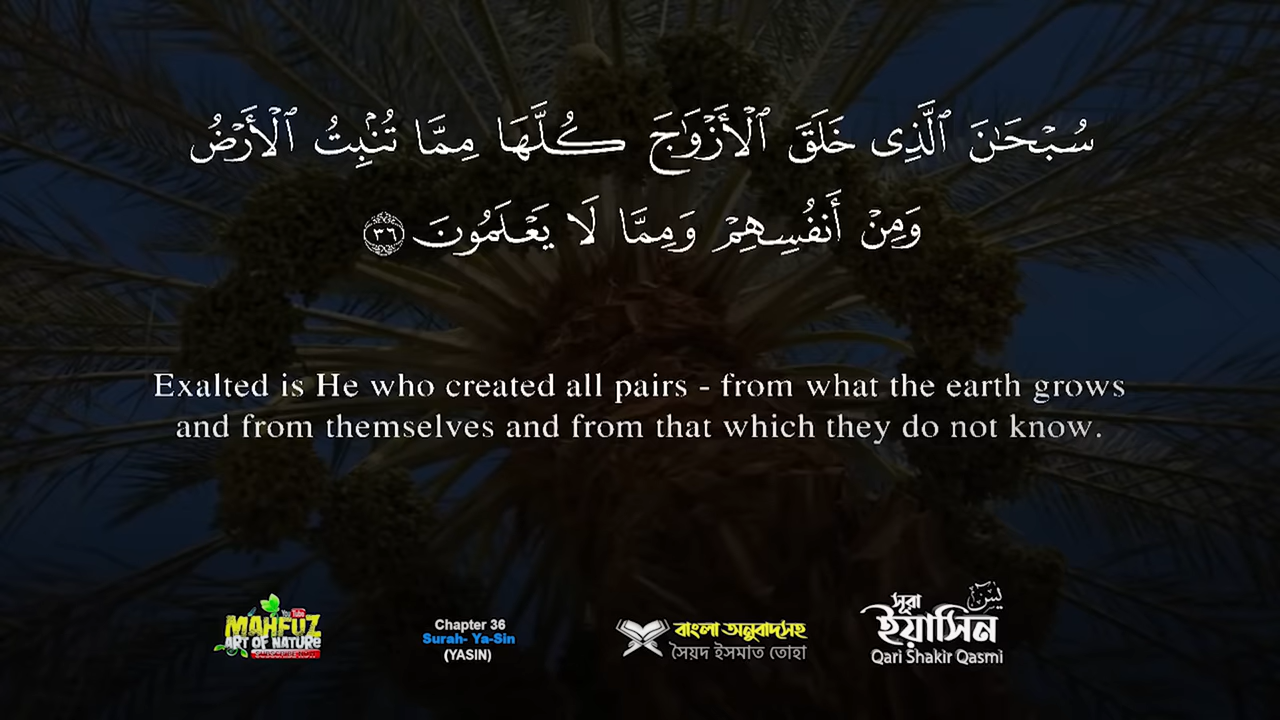 سُبْحَـٰنَ ٱلَّذِى خَلَقَ ٱلْأَزْوَٰجَ كُلَّهَا مِمَّا تُنۢبِتُ ٱلْأَرْضُ
وَمِنْ أَنفُسِهِمْ وَمِمَّا لَا يَعْلَمُونَ ٣٦
Exalted is He who created all pairs - from what the earth grows
and from themselves and from that which they do not know.
You Tube
MAHFUZ
ART OF NATURE
Chapter 36
Surah- Ya-Sin
(YASIN)
বাংলা অনুবাদসহ
সৈয়দ ইসমাত তোহা
সূরা
يسٓ
ইয়াসিন
Qari Shakir Qasmi